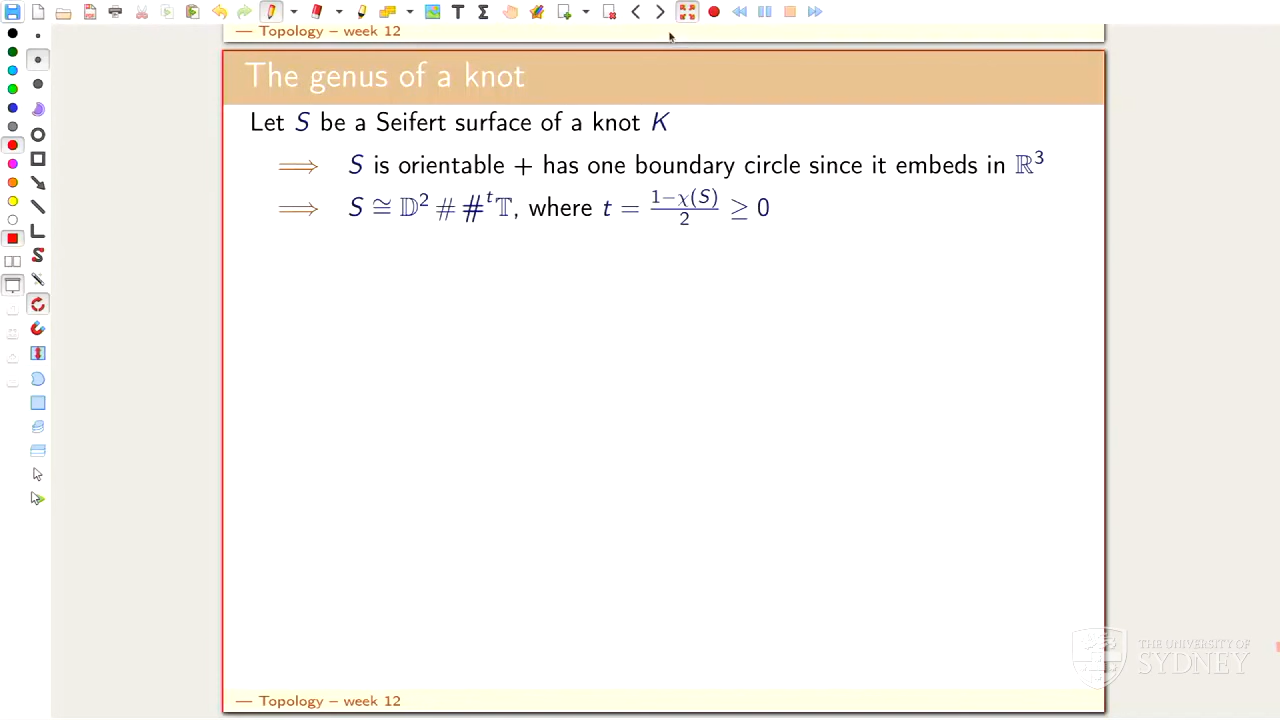 — Topology – week 12
The genus of a knot
Let S be a Seifert surface of a knot K
⟹ S is orientable + has one boundary circle since it embeds in ℝ³
⟹ S ≅ 𝔻² # #ᵗ𝕋, where t = (1−χ(S))/2 ≥ 0
THE UNIVERSITY OF
SYDNEY
— Topology – week 12